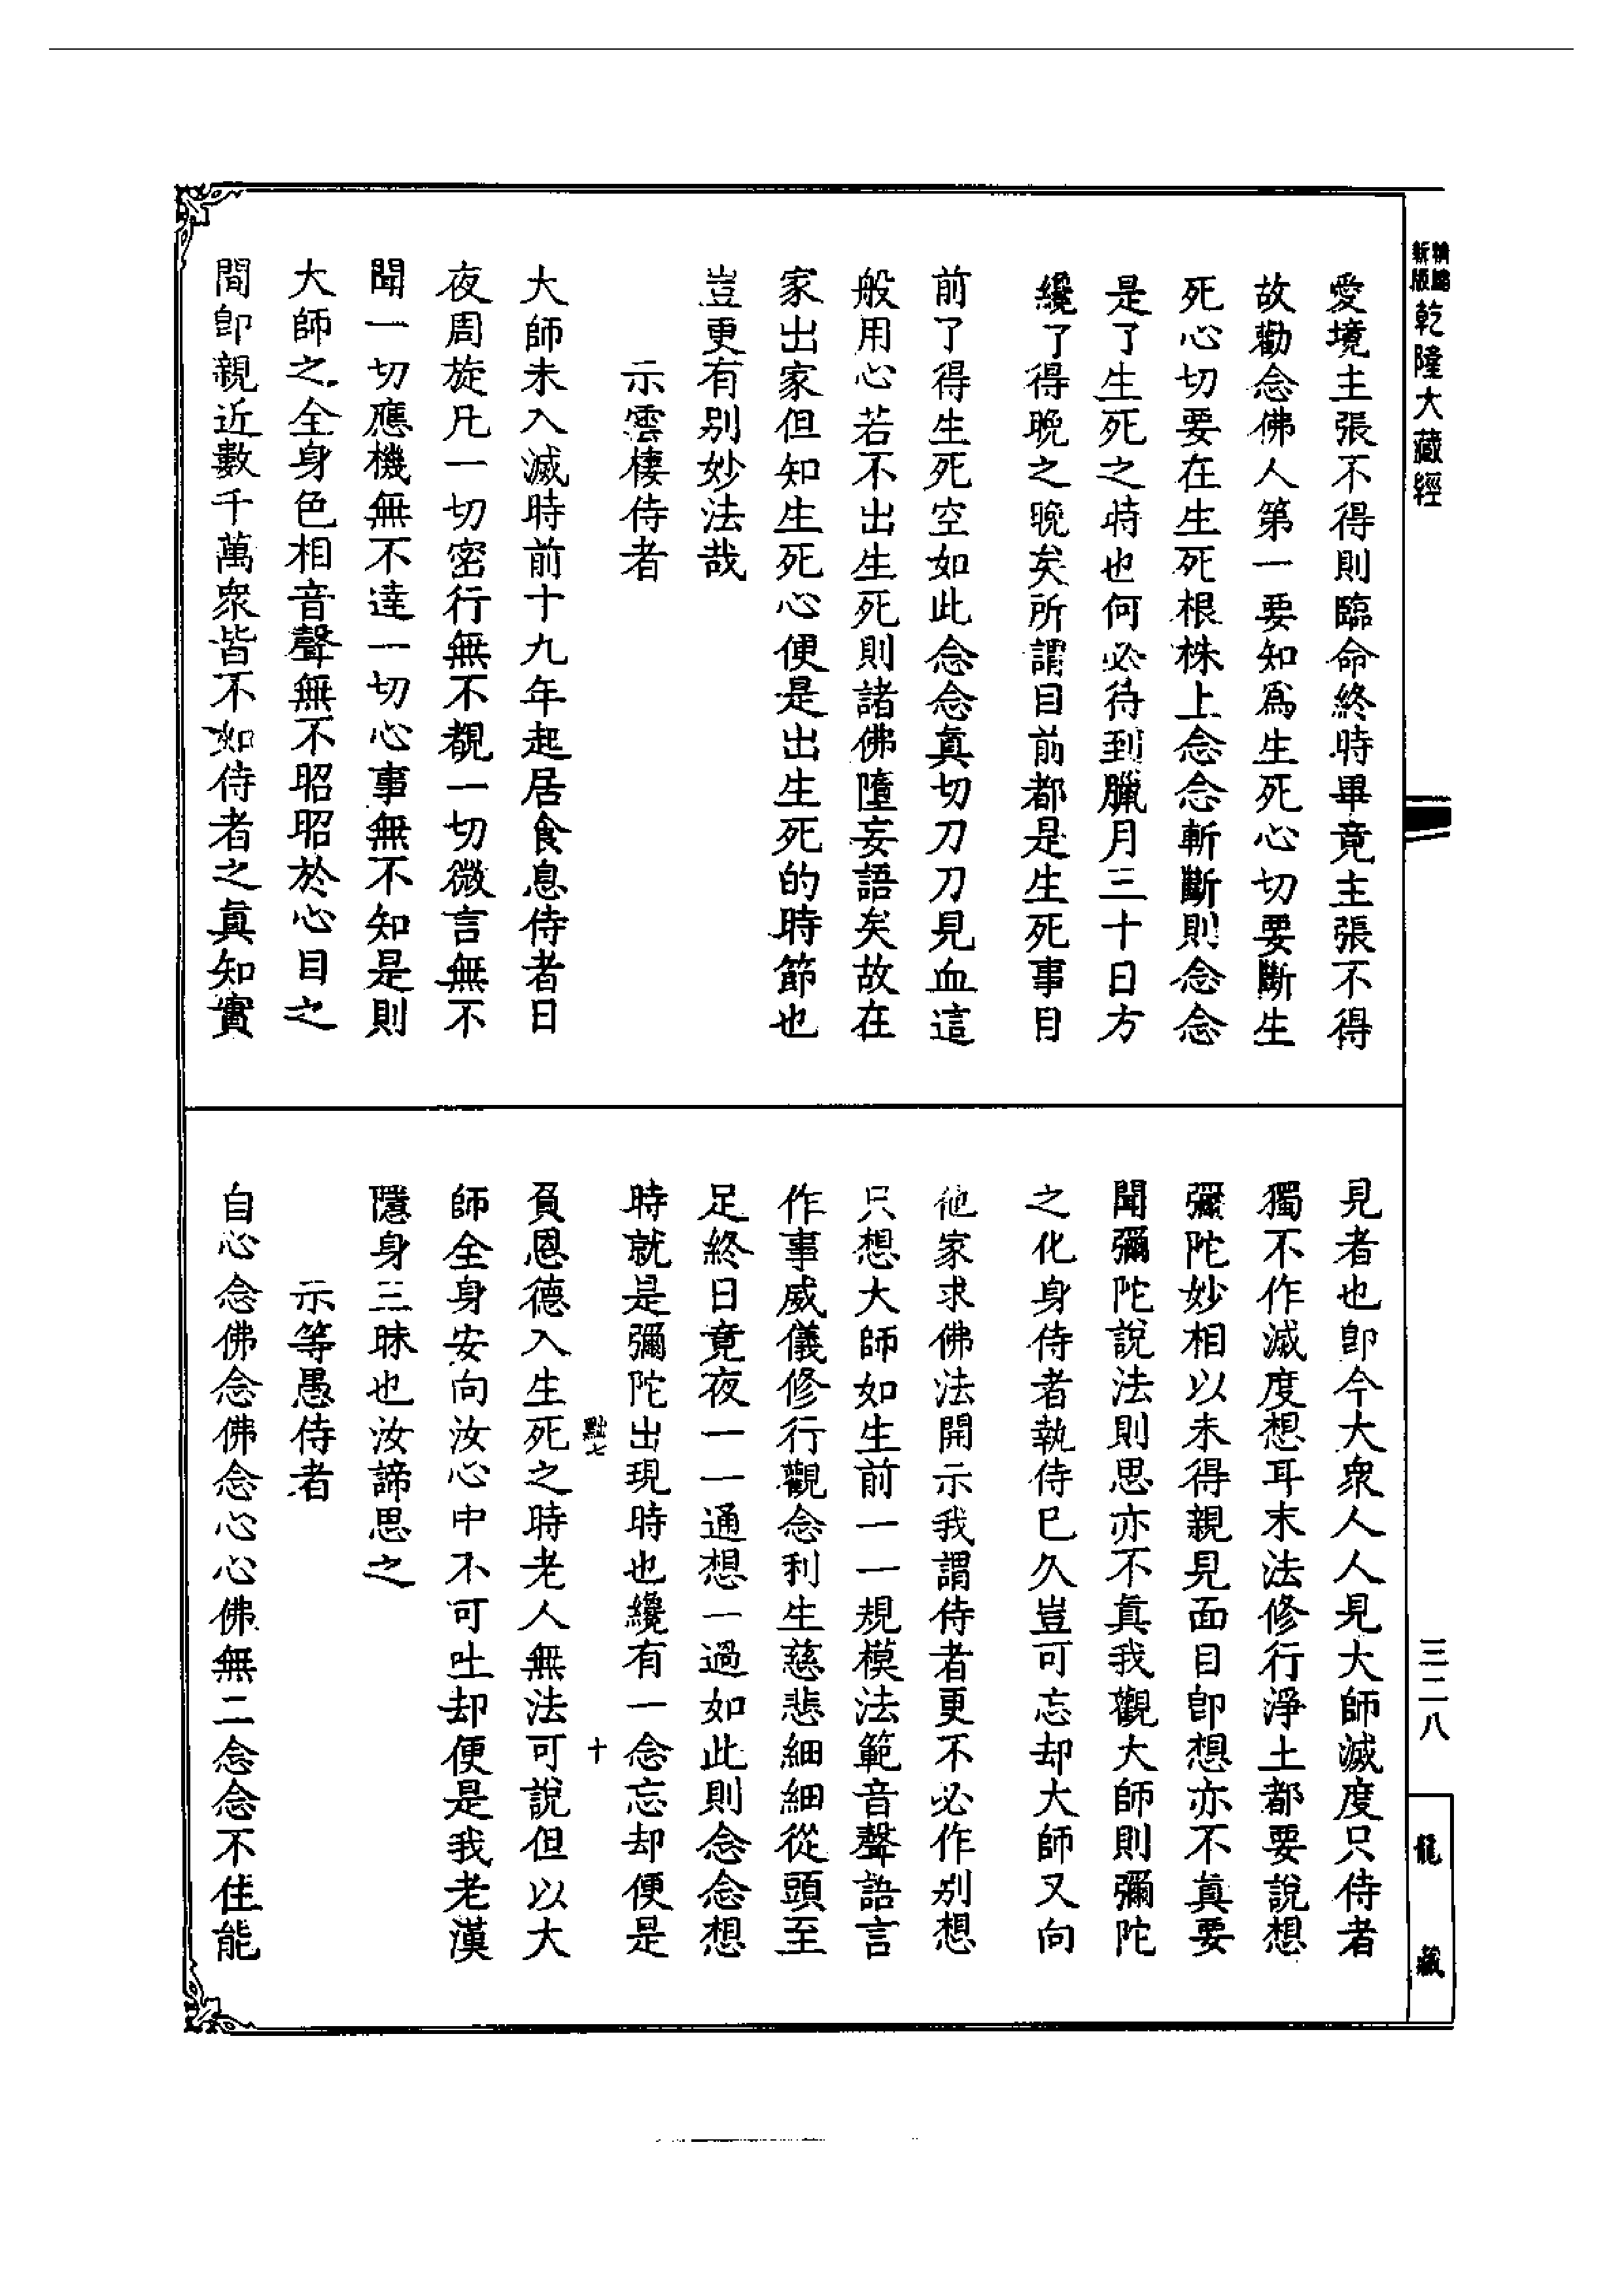 精編
新版
乾隆大藏經
三二八
龍藏
愛境主張不得則臨命終時畢竟主張不得
故勸念佛人第一要知爲生死心切要斷生
死心切要在生死根株上念念斬斷則念念
是了生死之時也何必待到臘月三十日方
纔了得晚之晚矣所謂目前都是生死事目
前了得生死空如此念念眞切刀刀見血這
般用心若不出生死則諸佛墮妄語矣故在
家出家但知生死心便是出生死的時節也
豈更有別妙法哉
示雲棲侍者
大師未入滅時前十九年起居食息侍者日
夜周旋凡一切密行無不覩一切微言無不
聞一切應機無不達一切心事無不知是則
大師之全身色相音聲無不昭昭於心目之
間卽親近數千萬衆皆不如侍者之眞知實
見者也卽今大衆人人見大師滅度只侍者
獨不作滅度想耳末法修行淨土都要說想
彌陀妙相以未得親見面目卽想亦不眞要
聞彌陀說法則思亦不眞我觀大師則彌陀
之化身侍者執侍已久豈可忘却大師又向
他家求佛法開示我謂侍者更不必作別想
只想大師如生前一一規模法範音聲語言
作事威儀修行觀念利生慈悲細細從頭至
足終日竟夜一一通想一過如此則念念想
時就是彌陀出現時也纔有一念忘却便是
點七
十
負恩德入生死之時老人無法可說但以大
師全身安向汝心中不可吐却便是我老漢
隱身三昧也汝諦思之
示等愚侍者
自心念佛念佛念心心佛無二念念不住能